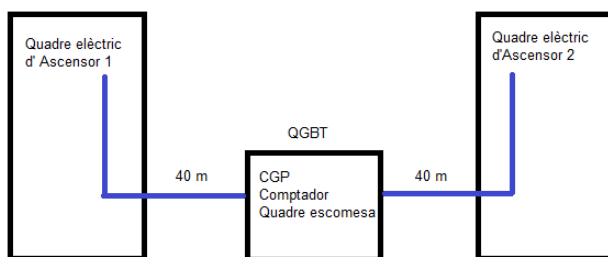 Quadre elèctric
d' Ascensor 1
Quadre elèctric
d'Ascensor 2
QGBT
40 m
CGP
Comptador
Quadre escomesa
40 m